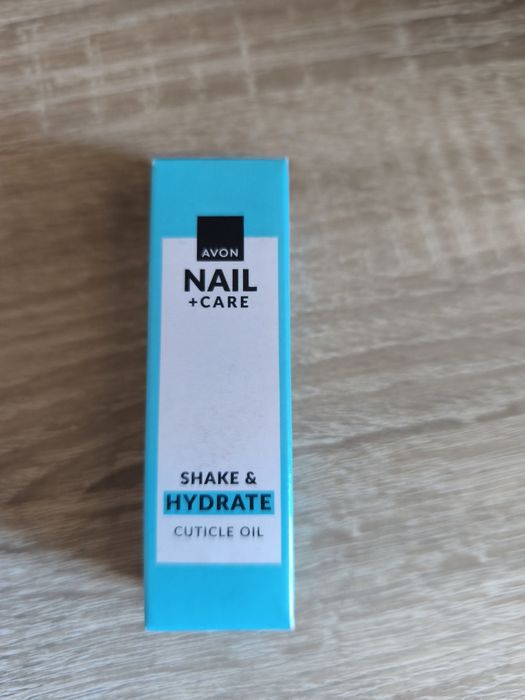 AVON
NAIL
+CARE
SHAKE &
HYDRATE
CUTICLE OIL